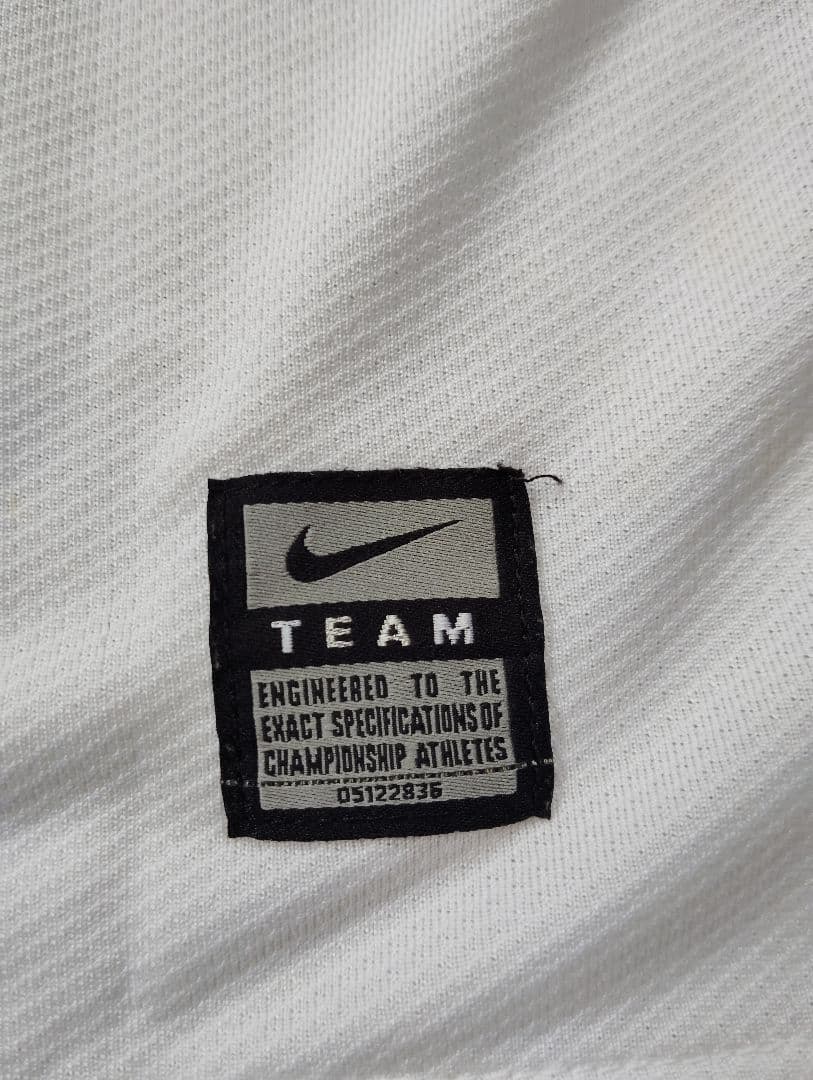 TEAM
ENGINEERED TO THE
EXACT SPECIFICATIONS OF
CHAMPIONSHIP ATHLETES
05122836